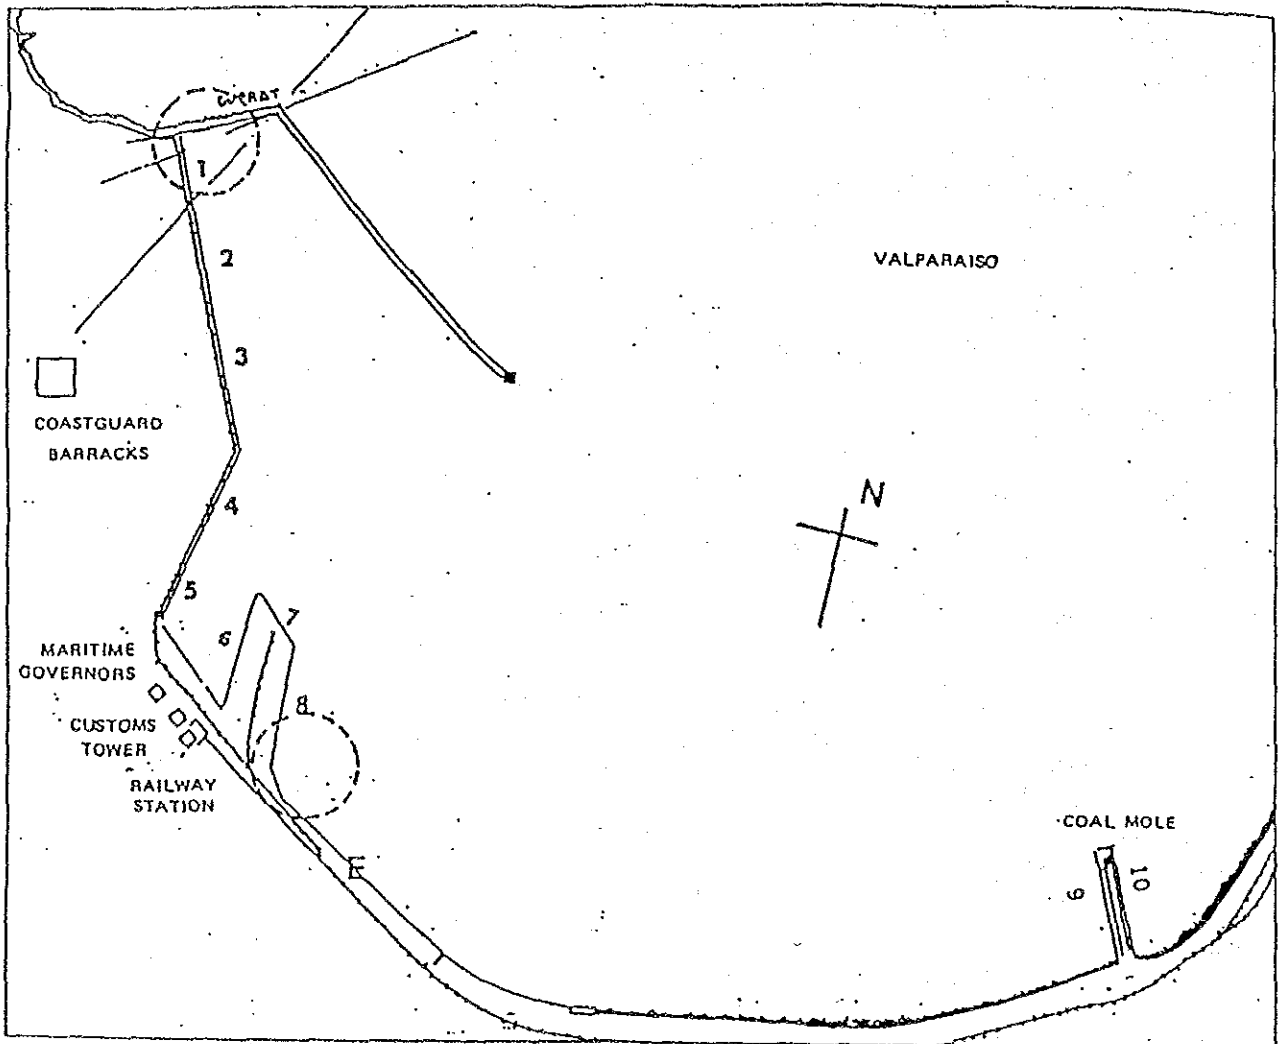 1
2
VALPARAISO
3
COASTGUARD
BARRACKS
N
4
5
6
7
MARITIME
GOVERNORS
8
CUSTOMS
TOWER
RAILWAY
STATION
COAL MOLE
E
9
10